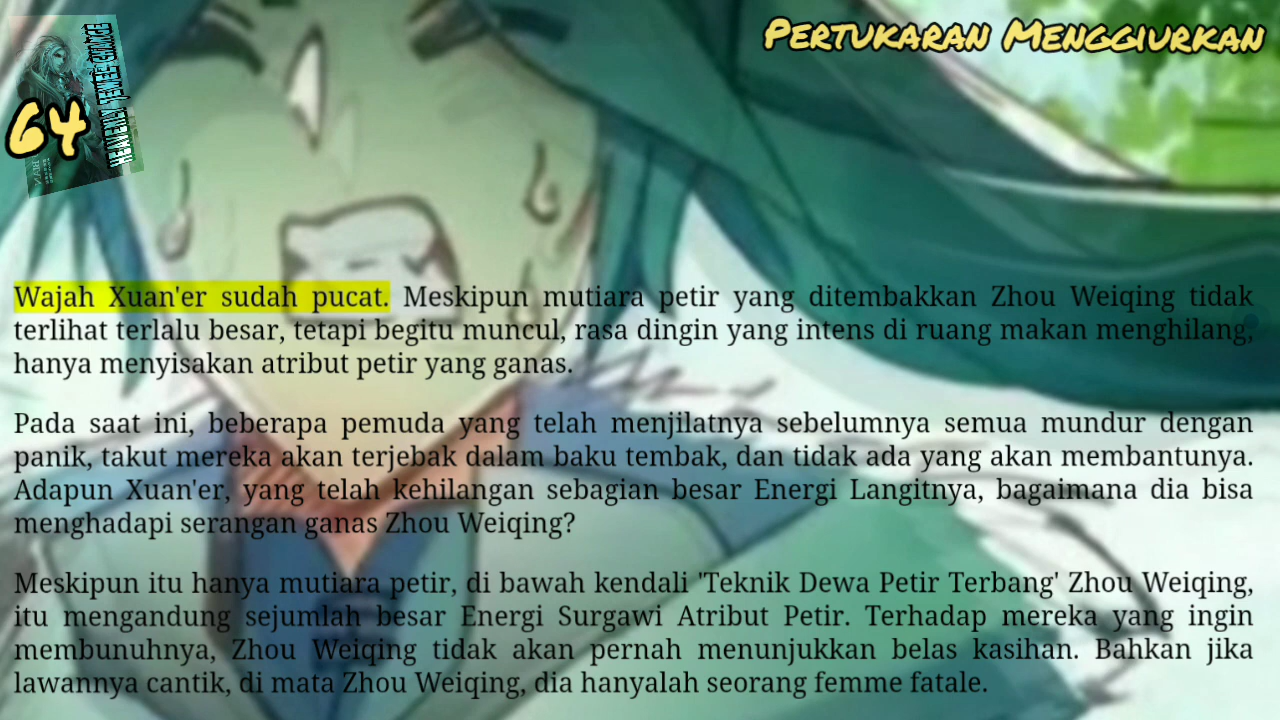 Pertukaran Menggiurkan
64
HEAVENLY JEWEL CHANGE
Wajah Xuan'er sudah pucat. Meskipun mutiara petir yang ditembakkan Zhou Weiqing tidak
terlihat terlalu besar, tetapi begitu muncul, rasa dingin yang intens di ruang makan menghilang,
hanya menyisakan atribut petir yang ganas.
Pada saat ini, beberapa pemuda yang telah menjilatnya sebelumnya semua mundur dengan
panik, takut mereka akan terjebak dalam baku tembak, dan tidak ada yang akan membantunya.
Adapun Xuan'er, yang telah kehilangan sebagian besar Energi Langitnya, bagaimana dia bisa
menghadapi serangan ganas Zhou Weiqing?
Meskipun itu hanya mutiara petir, di bawah kendali 'Teknik Dewa Petir Terbang' Zhou Weiqing,
itu mengandung sejumlah besar Energi Surgawi Atribut Petir. Terhadap mereka yang ingin
membunuhnya, Zhou Weiqing tidak akan pernah menunjukkan belas kasihan. Bahkan jika
lawannya cantik, di mata Zhou Weiqing, dia hanyalah seorang femme fatale.